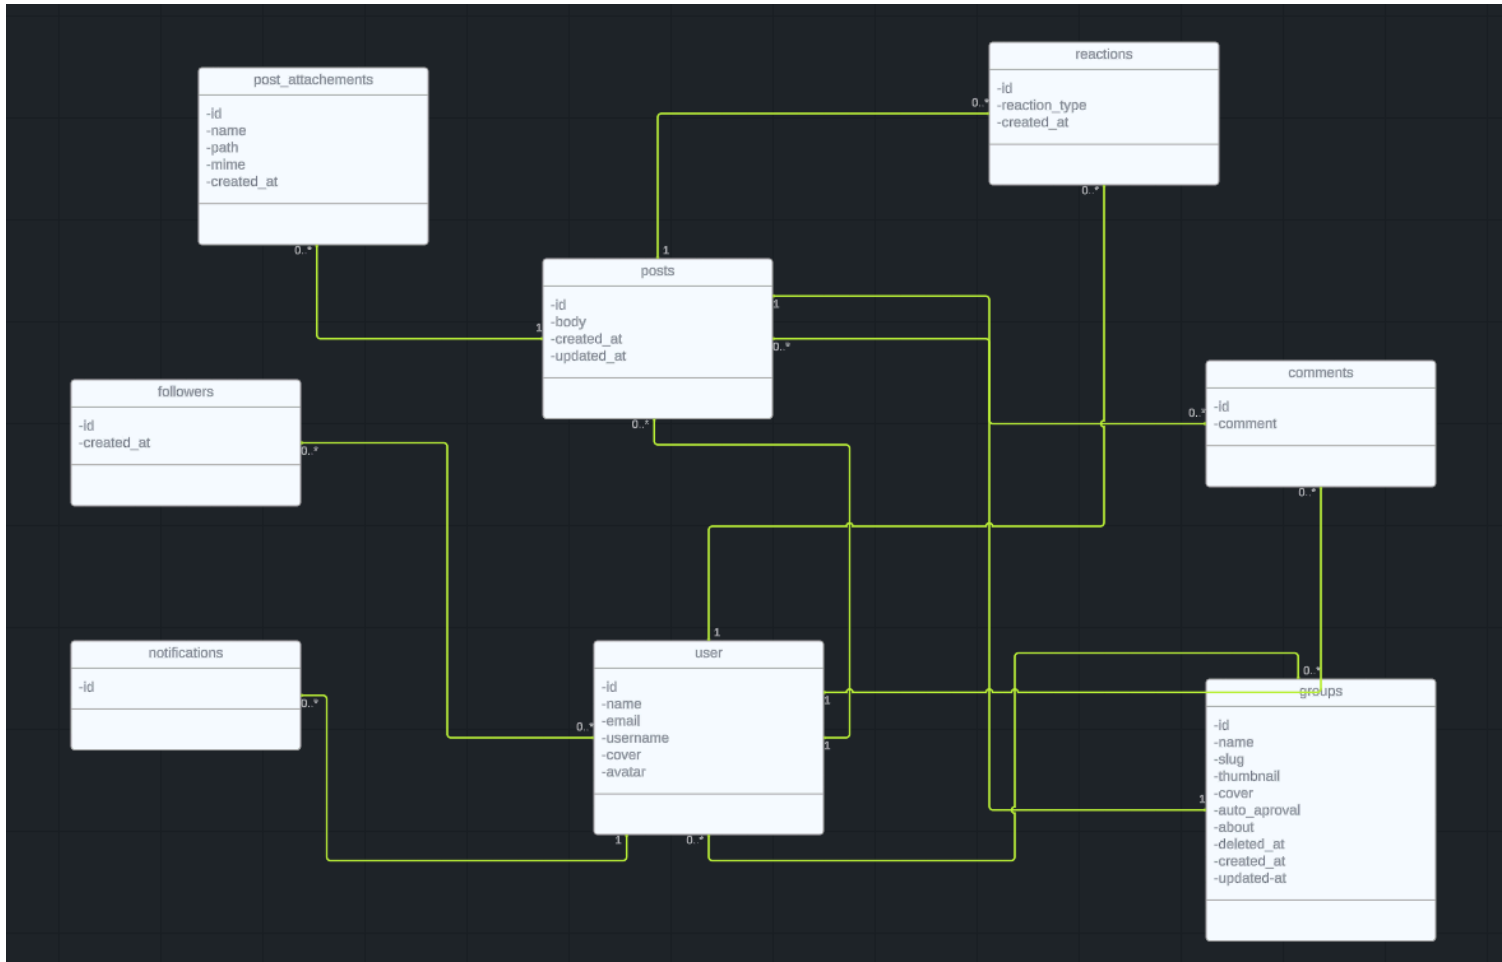 reactions
-id
-reaction_type
-created_at
0..*
0..*
post_attachements
-id
-name
-path
-mime
-created_at
0..*
1
posts
-id
-body
-created_at
-updated_at
1
1
0..*
0..*
followers
-id
-created_at
0..*
comments
-id
-comment
0..*
0..*
notifications
-id
0..*
1
user
-id
-name
-email
-username
-cover
-avatar
0..*
1
1
1
0..*
0..*
groups
-id
-name
-slug
-thumbnail
-cover
-auto_aproval
-about
-deleted_at
-created_at
-updated-at
1